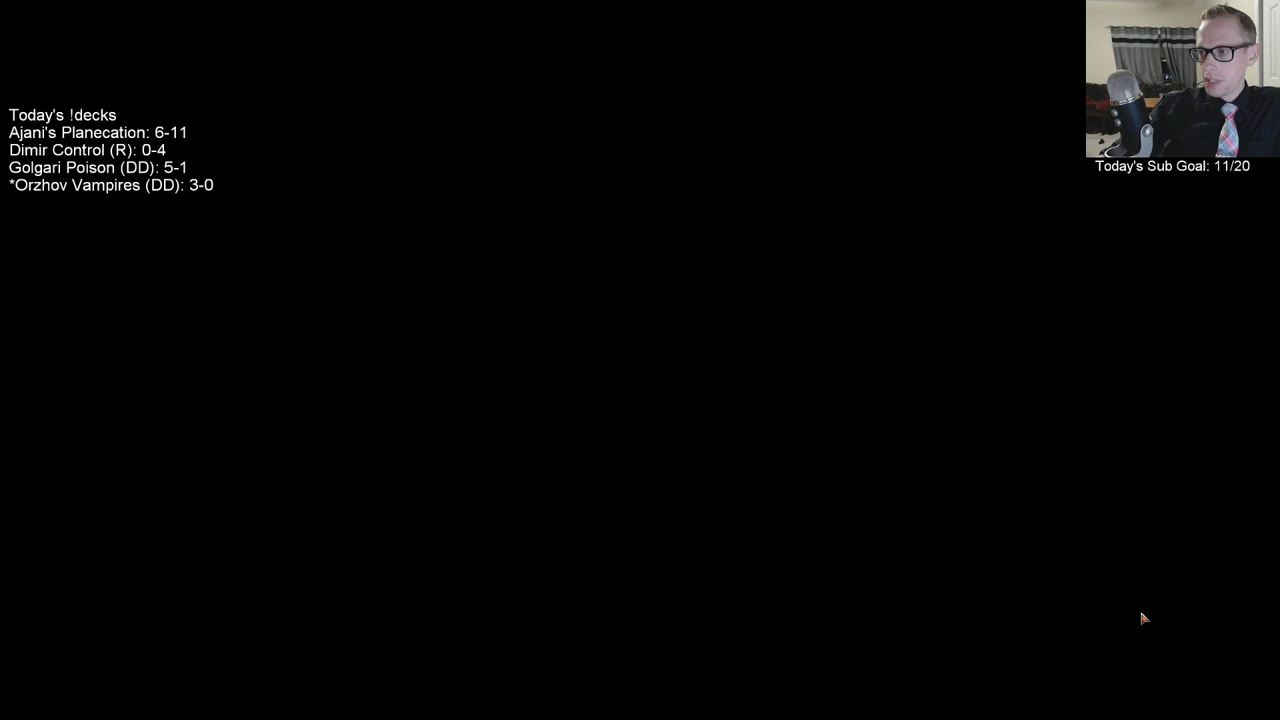 Today's !decks
Ajani's Planecation: 6-11
Dimir Control (R): 0-4
Golgari Poison (DD): 5-1
*Orzhov Vampires (DD): 3-0
Today's Sub Goal: 11/20